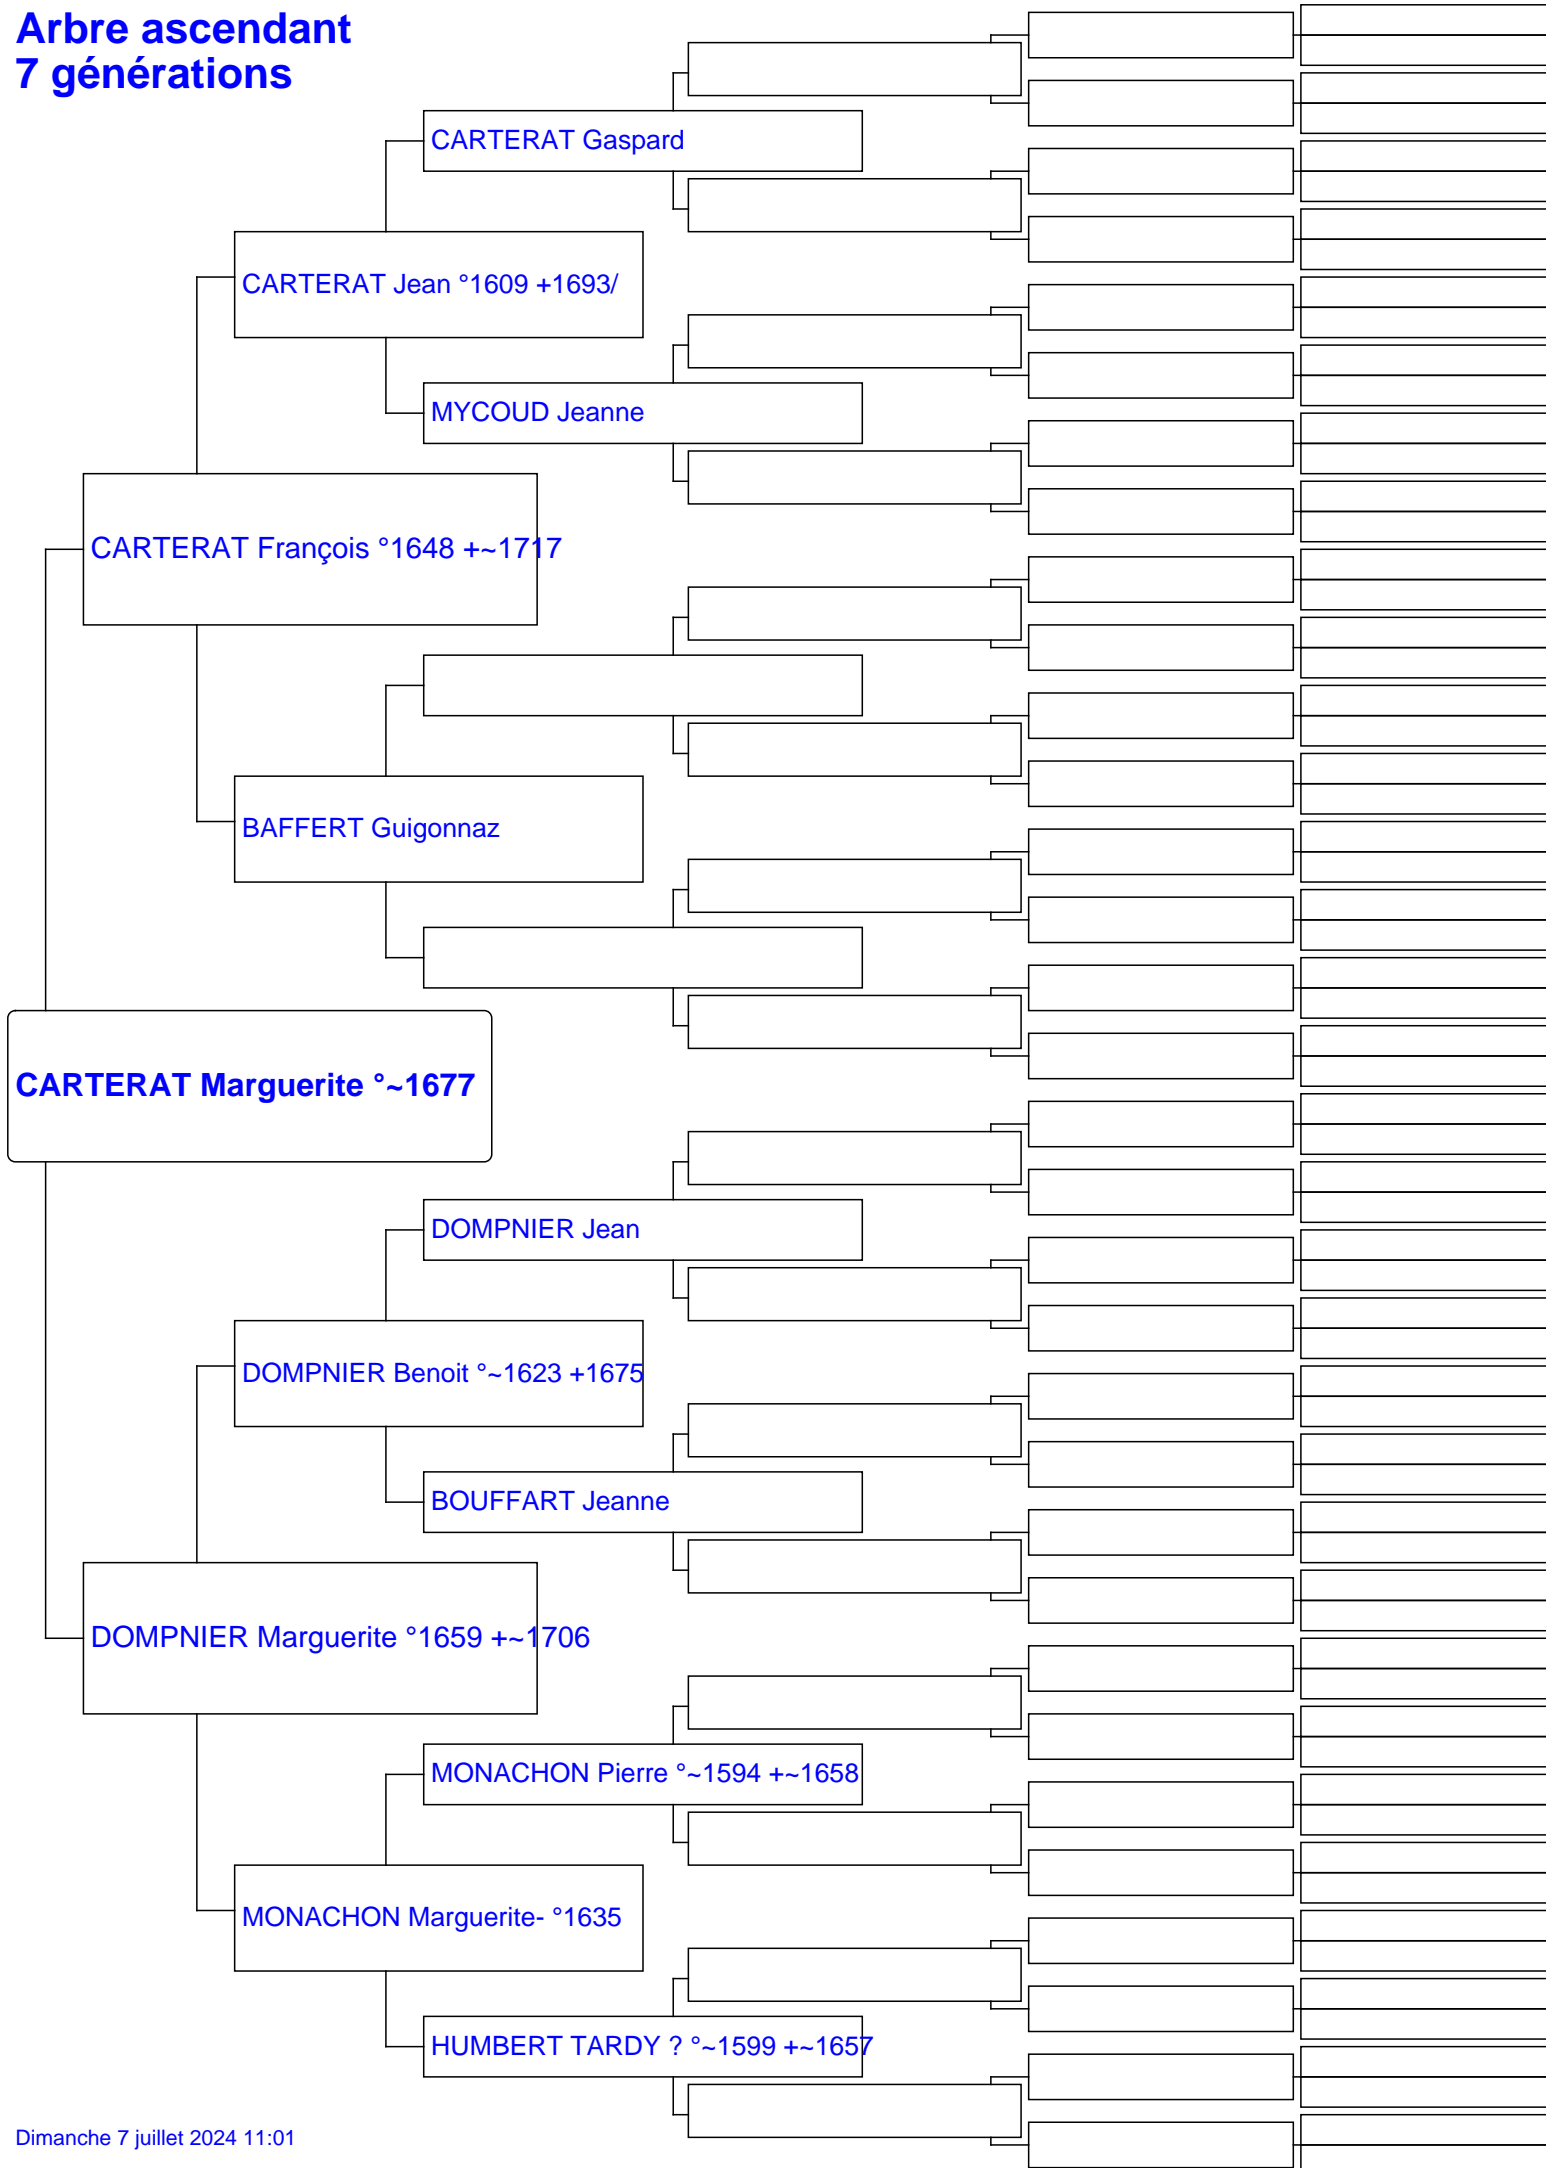 Arbre ascendant
7 générations
CARTERAT Gaspard
CARTERAT Jean °1609 +1693/
MYCOUD Jeanne
CARTERAT François °1648 +~1717
BAFFERT Guigonnaz
CARTERAT Marguerite °~1677
DOMPNIER Jean
DOMPNIER Benoit °~1623 +1675
BOUFFART Jeanne
DOMPNIER Marguerite °1659 +~1706
MONACHON Pierre °~1594 +~1658
MONACHON Marguerite- °1635
HUMBERT TARDY ? °~1599 +~1657
Dimanche 7 juillet 2024 11:01